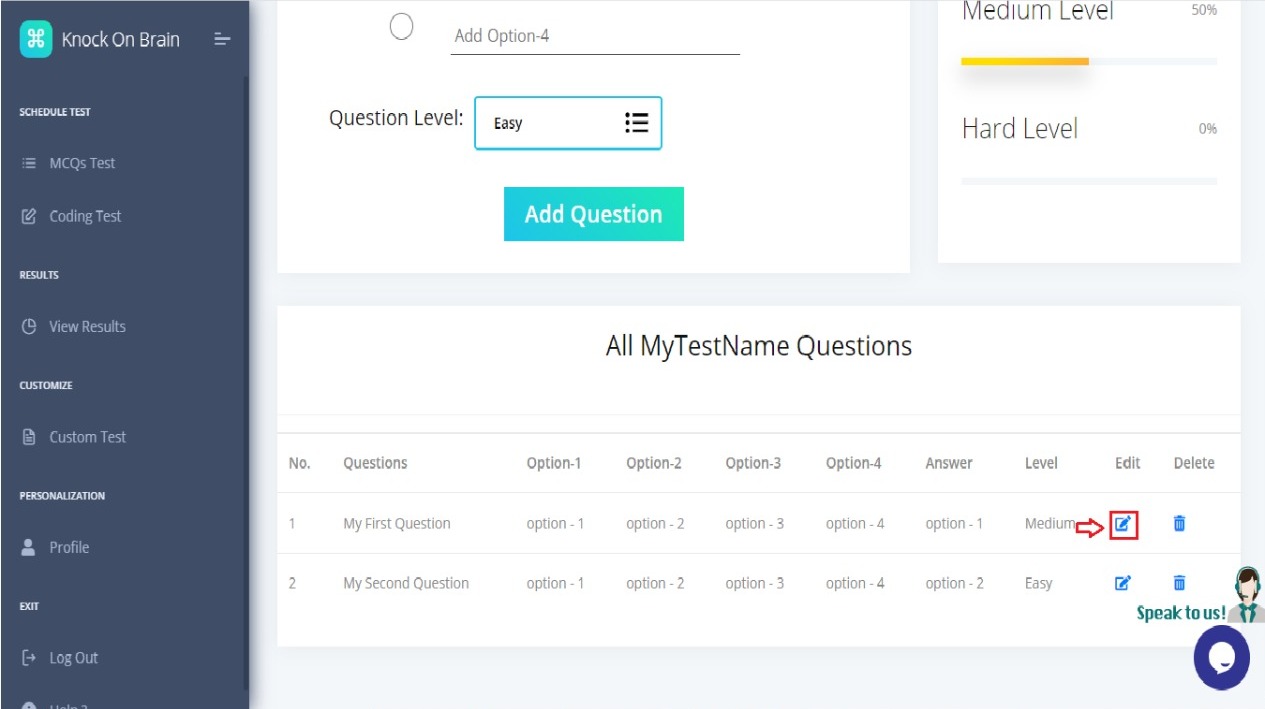 Knock On Brain
SCHEDULE TEST
MCQs Test
Coding Test
RESULTS
View Results
CUSTOMIZE
Custom Test
PERSONALIZATION
Profile
EXIT
Log Out
Help ?
Add Option-4
Question Level: Easy
Add Question
Medium Level 50%
Hard Level 0%
All MyTestName Questions
No. Questions Option-1 Option-2 Option-3 Option-4 Answer Level Edit Delete
1 My First Question option - 1 option - 2 option - 3 option - 4 option - 1 Medium
2 My Second Question option - 1 option - 2 option - 3 option - 4 option - 2 Easy
Speak to us!